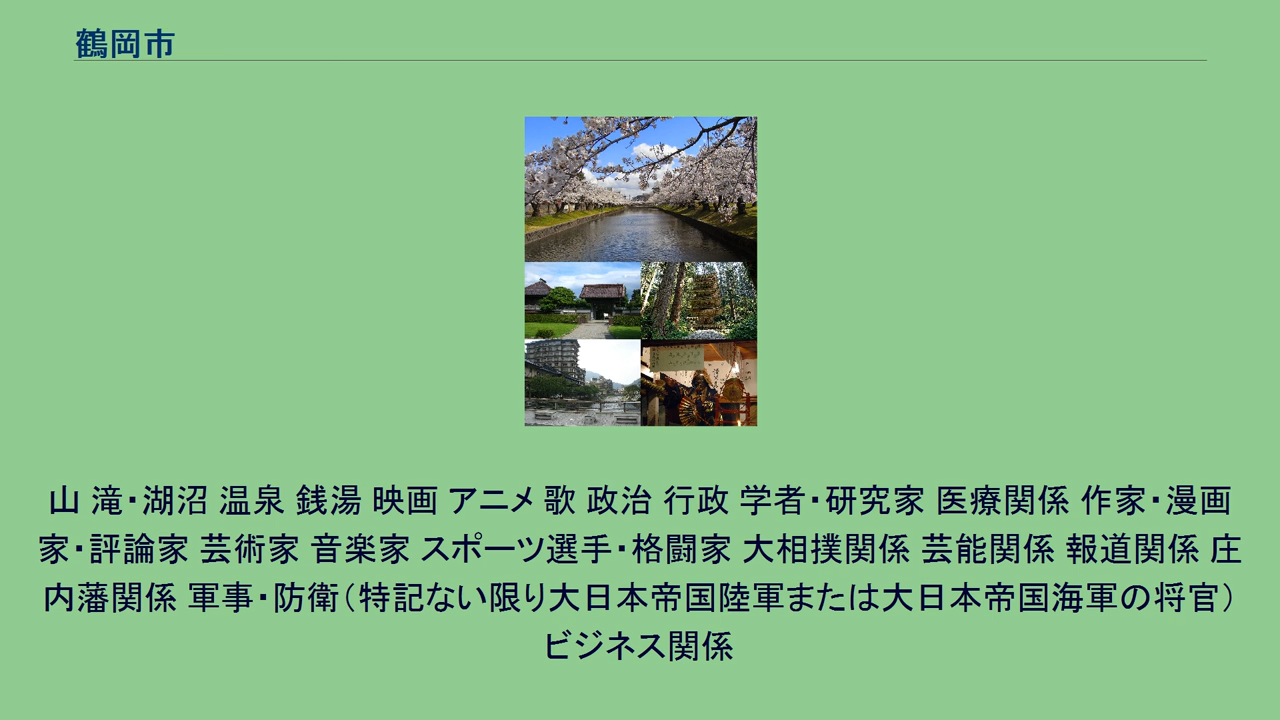 鶴岡市
山 滝・湖沼 温泉 銭湯 映画 アニメ 歌 政治 行政 学者・研究家 医療関係 作家・漫画
家・評論家 芸術家 音楽家 スポーツ選手・格闘家 大相撲関係 芸能関係 報道関係 庄
内藩関係 軍事・防衛（特記ない限り大日本帝国陸軍または大日本帝国海軍の将官）
ビジネス関係